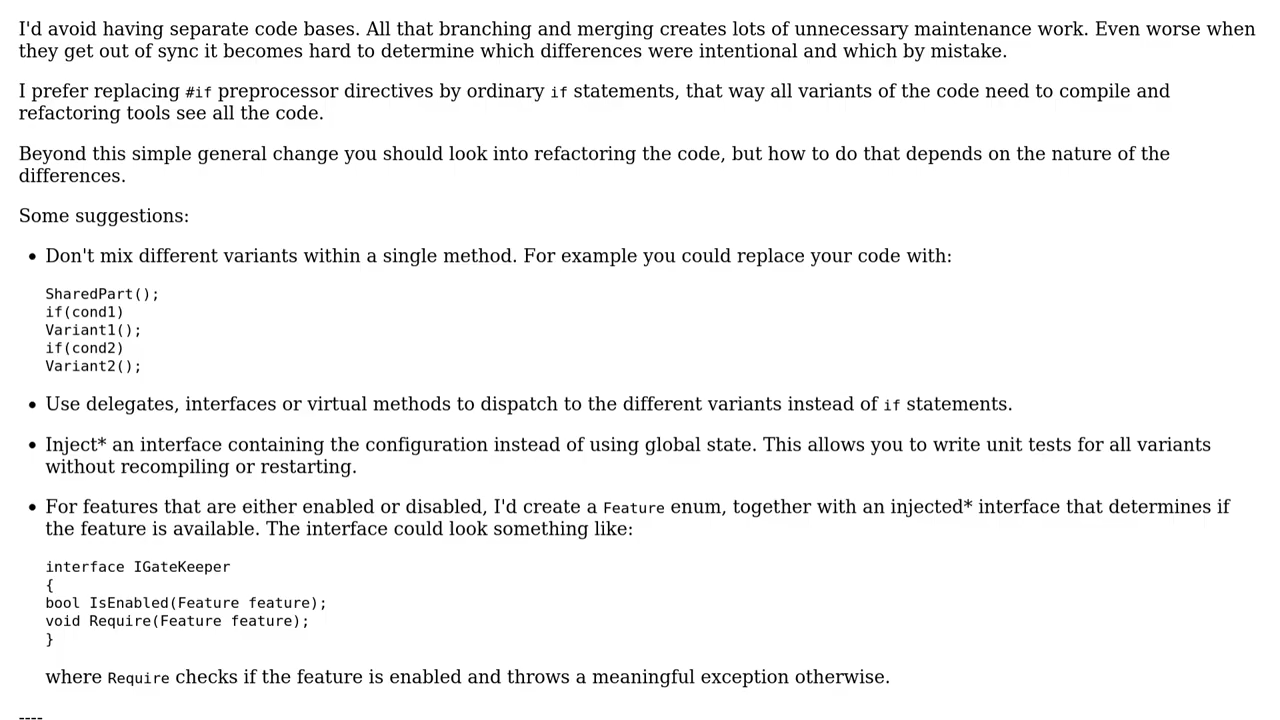 I'd avoid having separate code bases. All that branching and merging creates lots of unnecessary maintenance work. Even worse when
they get out of sync it becomes hard to determine which differences were intentional and which by mistake.
I prefer replacing #if preprocessor directives by ordinary if statements, that way all variants of the code need to compile and
refactoring tools see all the code.
Beyond this simple general change you should look into refactoring the code, but how to do that depends on the nature of the
differences.
Some suggestions:
• Don't mix different variants within a single method. For example you could replace your code with:
SharedPart();
if(cond1)
Variant1();
if(cond2)
Variant2();
• Use delegates, interfaces or virtual methods to dispatch to the different variants instead of if statements.
• Inject* an interface containing the configuration instead of using global state. This allows you to write unit tests for all variants
without recompiling or restarting.
• For features that are either enabled or disabled, I'd create a Feature enum, together with an injected* interface that determines if
the feature is available. The interface could look something like:
interface IGateKeeper
{
bool IsEnabled(Feature feature);
void Require(Feature feature);
}
where Require checks if the feature is enabled and throws a meaningful exception otherwise.
----